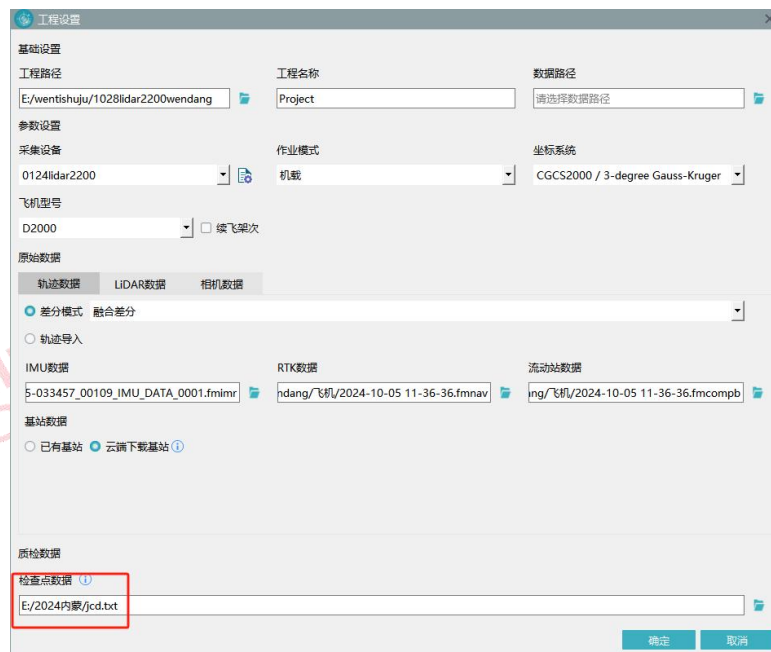 工程设置
基础设置
工程路径 工程名称 数据路径
E:/wentishuju/1028lidar2200wendang Project 请选择数据路径
参数设置
采集设备 作业模式 坐标系统
0124lidar2200 机载 CGCS2000 / 3-degree Gauss-Kruger
飞机型号
D2000 续飞架次
原始数据
轨迹数据 LiDAR数据 相机数据
差分模式 融合差分
轨迹导入
IMU数据 RTK数据 流动站数据
5-033457_00109_IMU_DATA_0001.fmimr ndang/飞机/2024-10-05 11-36-36.fmnav ing/飞机/2024-10-05 11-36-36.fmcompb
基站数据
已有基站 云端下载基站
质检数据
检查点数据
E:/2024内蒙/jcd.txt
确定 取消